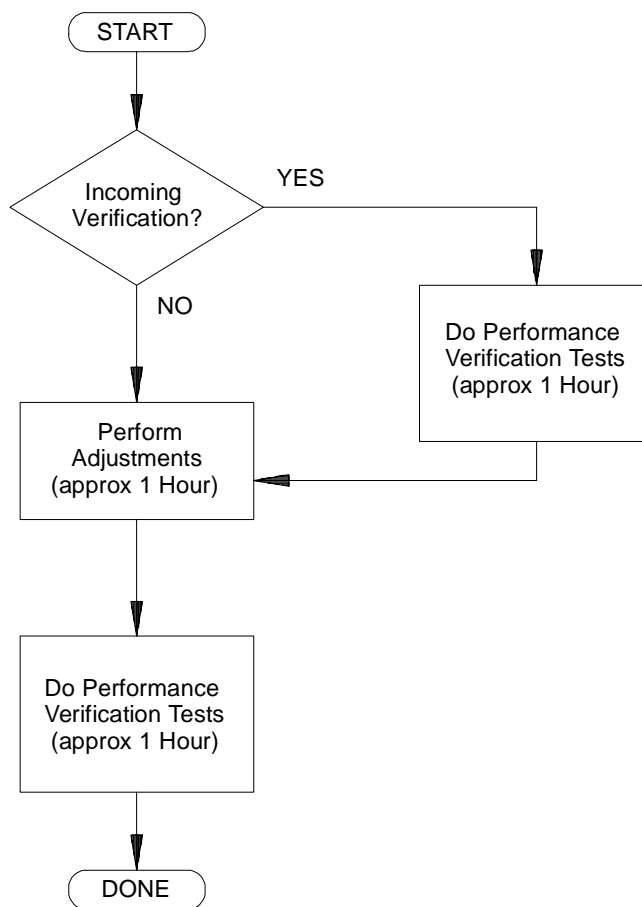 START
Incoming
Verification?
YES
NO
Do Performance
Verification Tests
(approx 1 Hour)
Perform
Adjustments
(approx 1 Hour)
Do Performance
Verification Tests
(approx 1 Hour)
DONE